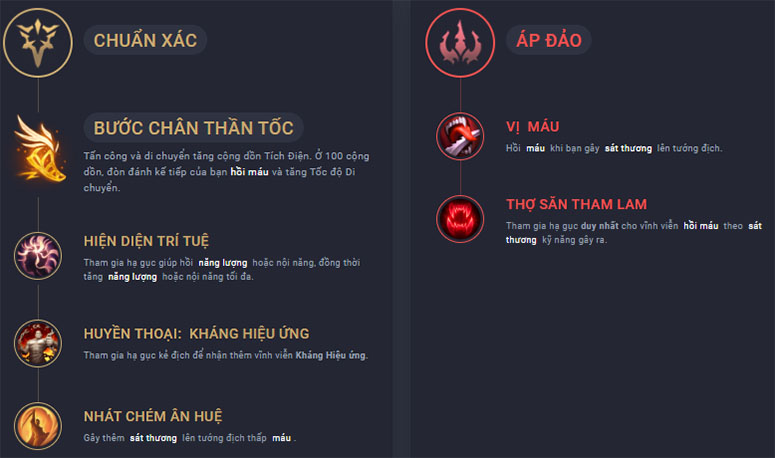 CHUẨN XÁC
BƯỚC CHÂN THẦN TỐC
Tấn công và di chuyển tăng cộng dồn Tích Điện. Ở 100 cộng
dồn, đòn đánh kế tiếp của bạn hồi máu và tăng Tốc độ Di
chuyển.
HIỆN DIỆN TRÍ TUỆ
Tham gia hạ gục giúp hồi năng lượng hoặc nội năng, đồng thời
tăng năng lượng hoặc nội năng tối đa.
HUYỀN THOẠI: KHÁNG HIỆU ỨNG
Tham gia hạ gục kẻ địch để nhận thêm vĩnh viễn Kháng Hiệu ứng.
NHÁT CHÉM ÂN HUỆ
Gây thêm sát thương lên tướng địch thấp máu .
ÁP ĐẢO
VỊ MÁU
Hồi máu khi bạn gây sát thương lên tướng địch.
THỢ SĂN THAM LAM
Tham gia hạ gục duy nhất cho vĩnh viễn hồi máu theo sát
thương kỹ năng gây ra.